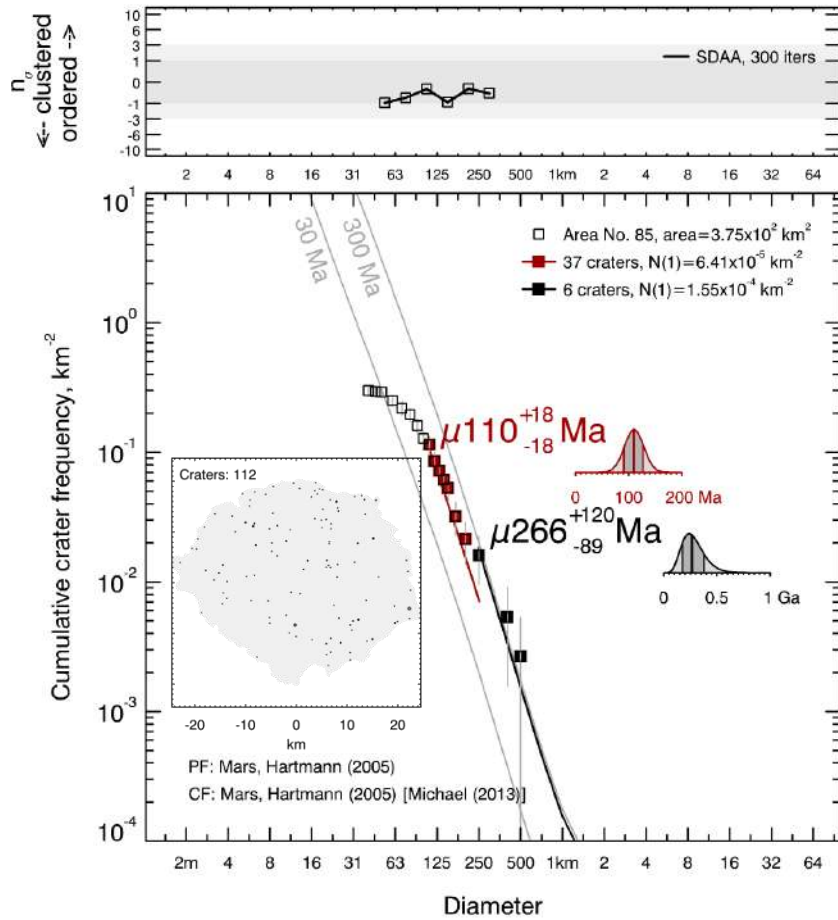 10
6
3
1
0
-1
-3
-6
-10
nσ
<-- clustered
ordered -->
SDAA, 300 iters
2 4 8 16 31 63 125 250 500 1km 2 4 8 16 32 64
10¹
10⁰
10⁻¹
10⁻²
10⁻³
10⁻⁴
Cumulative crater frequency, km⁻²
30 Ma
300 Ma
Area No. 85, area=3.75x10² km²
37 craters, N(1)=6.41x10⁻⁵ km⁻²
6 craters, N(1)=1.55x10⁻⁴ km⁻²
μ110 +18 -18 Ma
0 100 200 Ma
μ266 +120 -89 Ma
0 0.5 1 Ga
Craters: 112
-20 -10 0 10 20
km
PF: Mars, Hartmann (2005)
CF: Mars, Hartmann (2005) [Michael (2013)]
2m 4 8 16 31 63 125 250 500 1km 2 4 8 16 32 64
Diameter